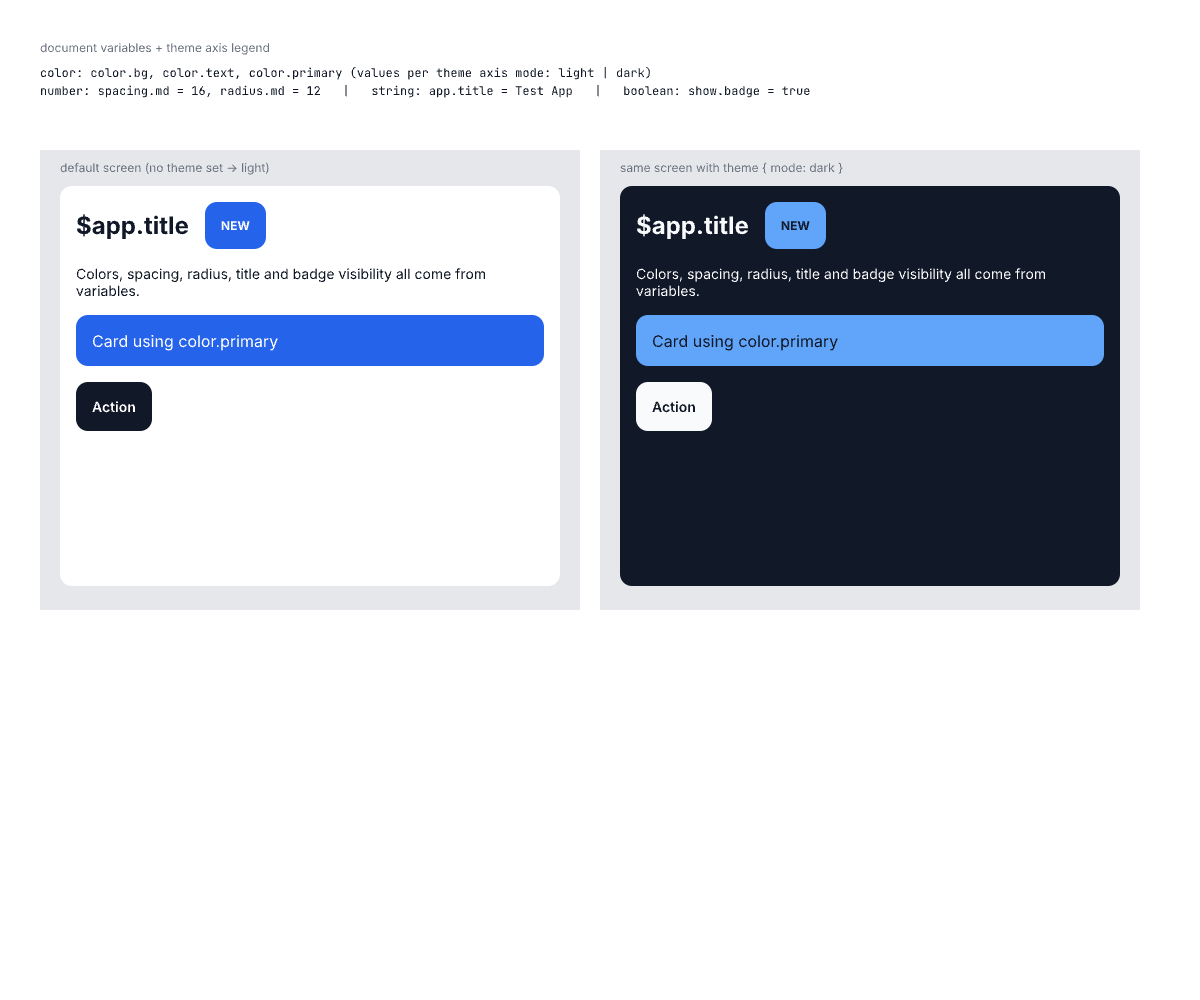 document variables + theme axis legend
color: color.bg, color.text, color.primary (values per theme axis mode: light | dark)
number: spacing.md = 16, radius.md = 12   |   string: app.title = Test App   |   boolean: show.badge = true
default screen (no theme set → light)
$app.title
NEW
Colors, spacing, radius, title and badge visibility all come from
variables.
Card using color.primary
Action
same screen with theme { mode: dark }
$app.title
NEW
Colors, spacing, radius, title and badge visibility all come from
variables.
Card using color.primary
Action